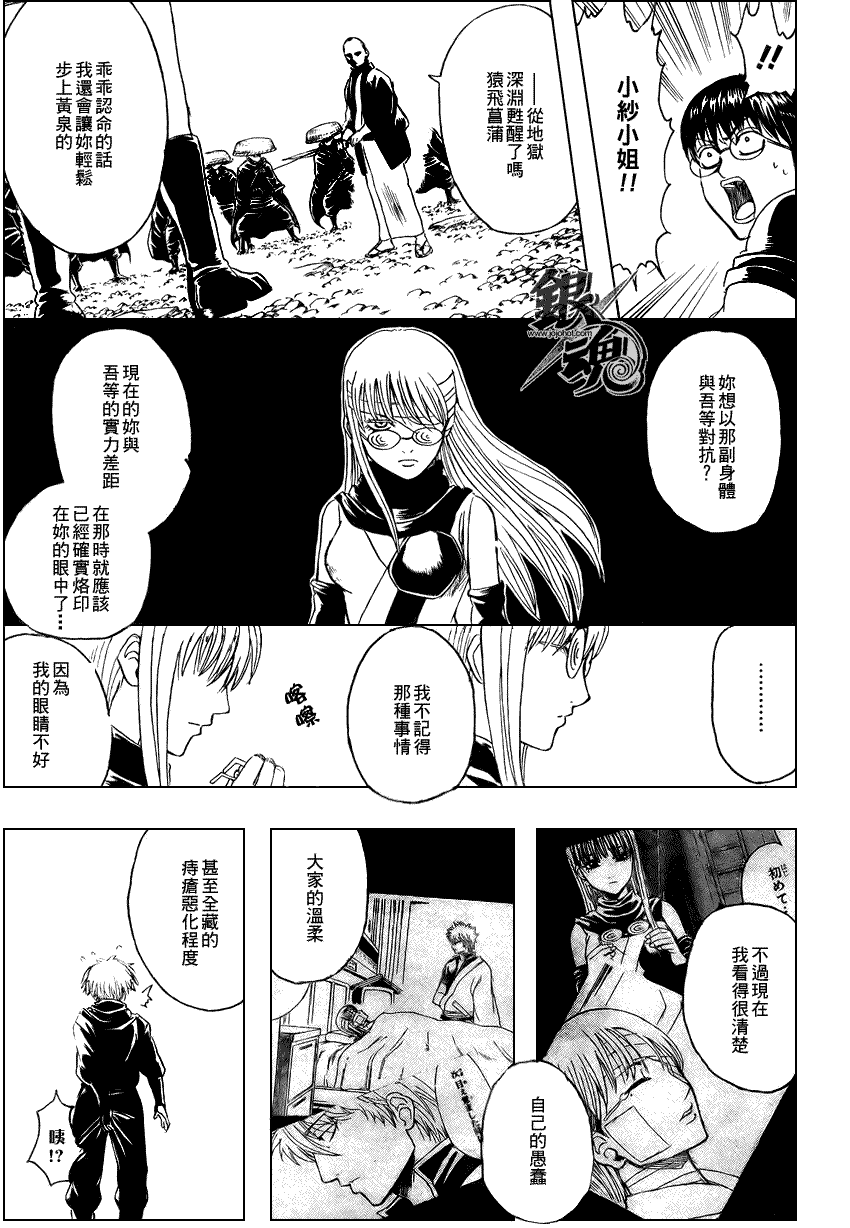 !!
小紗小姐!!
——從地獄
深淵甦醒了嗎
猿飛菖蒲
乖乖認命的話
我還會讓妳輕鬆
步上黃泉的
銀魂
www.jojohot.com
妳想以那副身體
與吾等對抗?
現在的妳與
吾等的實力差距
在那時就應該
已經確實烙印
在妳的眼中了…
…………
我不記得
那種事情
喀嚓
因為
我的眼睛不好
初めて…
不過現在
我看得很清楚
自己的愚蠢
大家的溫柔
甚至全藏的
痔瘡惡化程度
咦!?